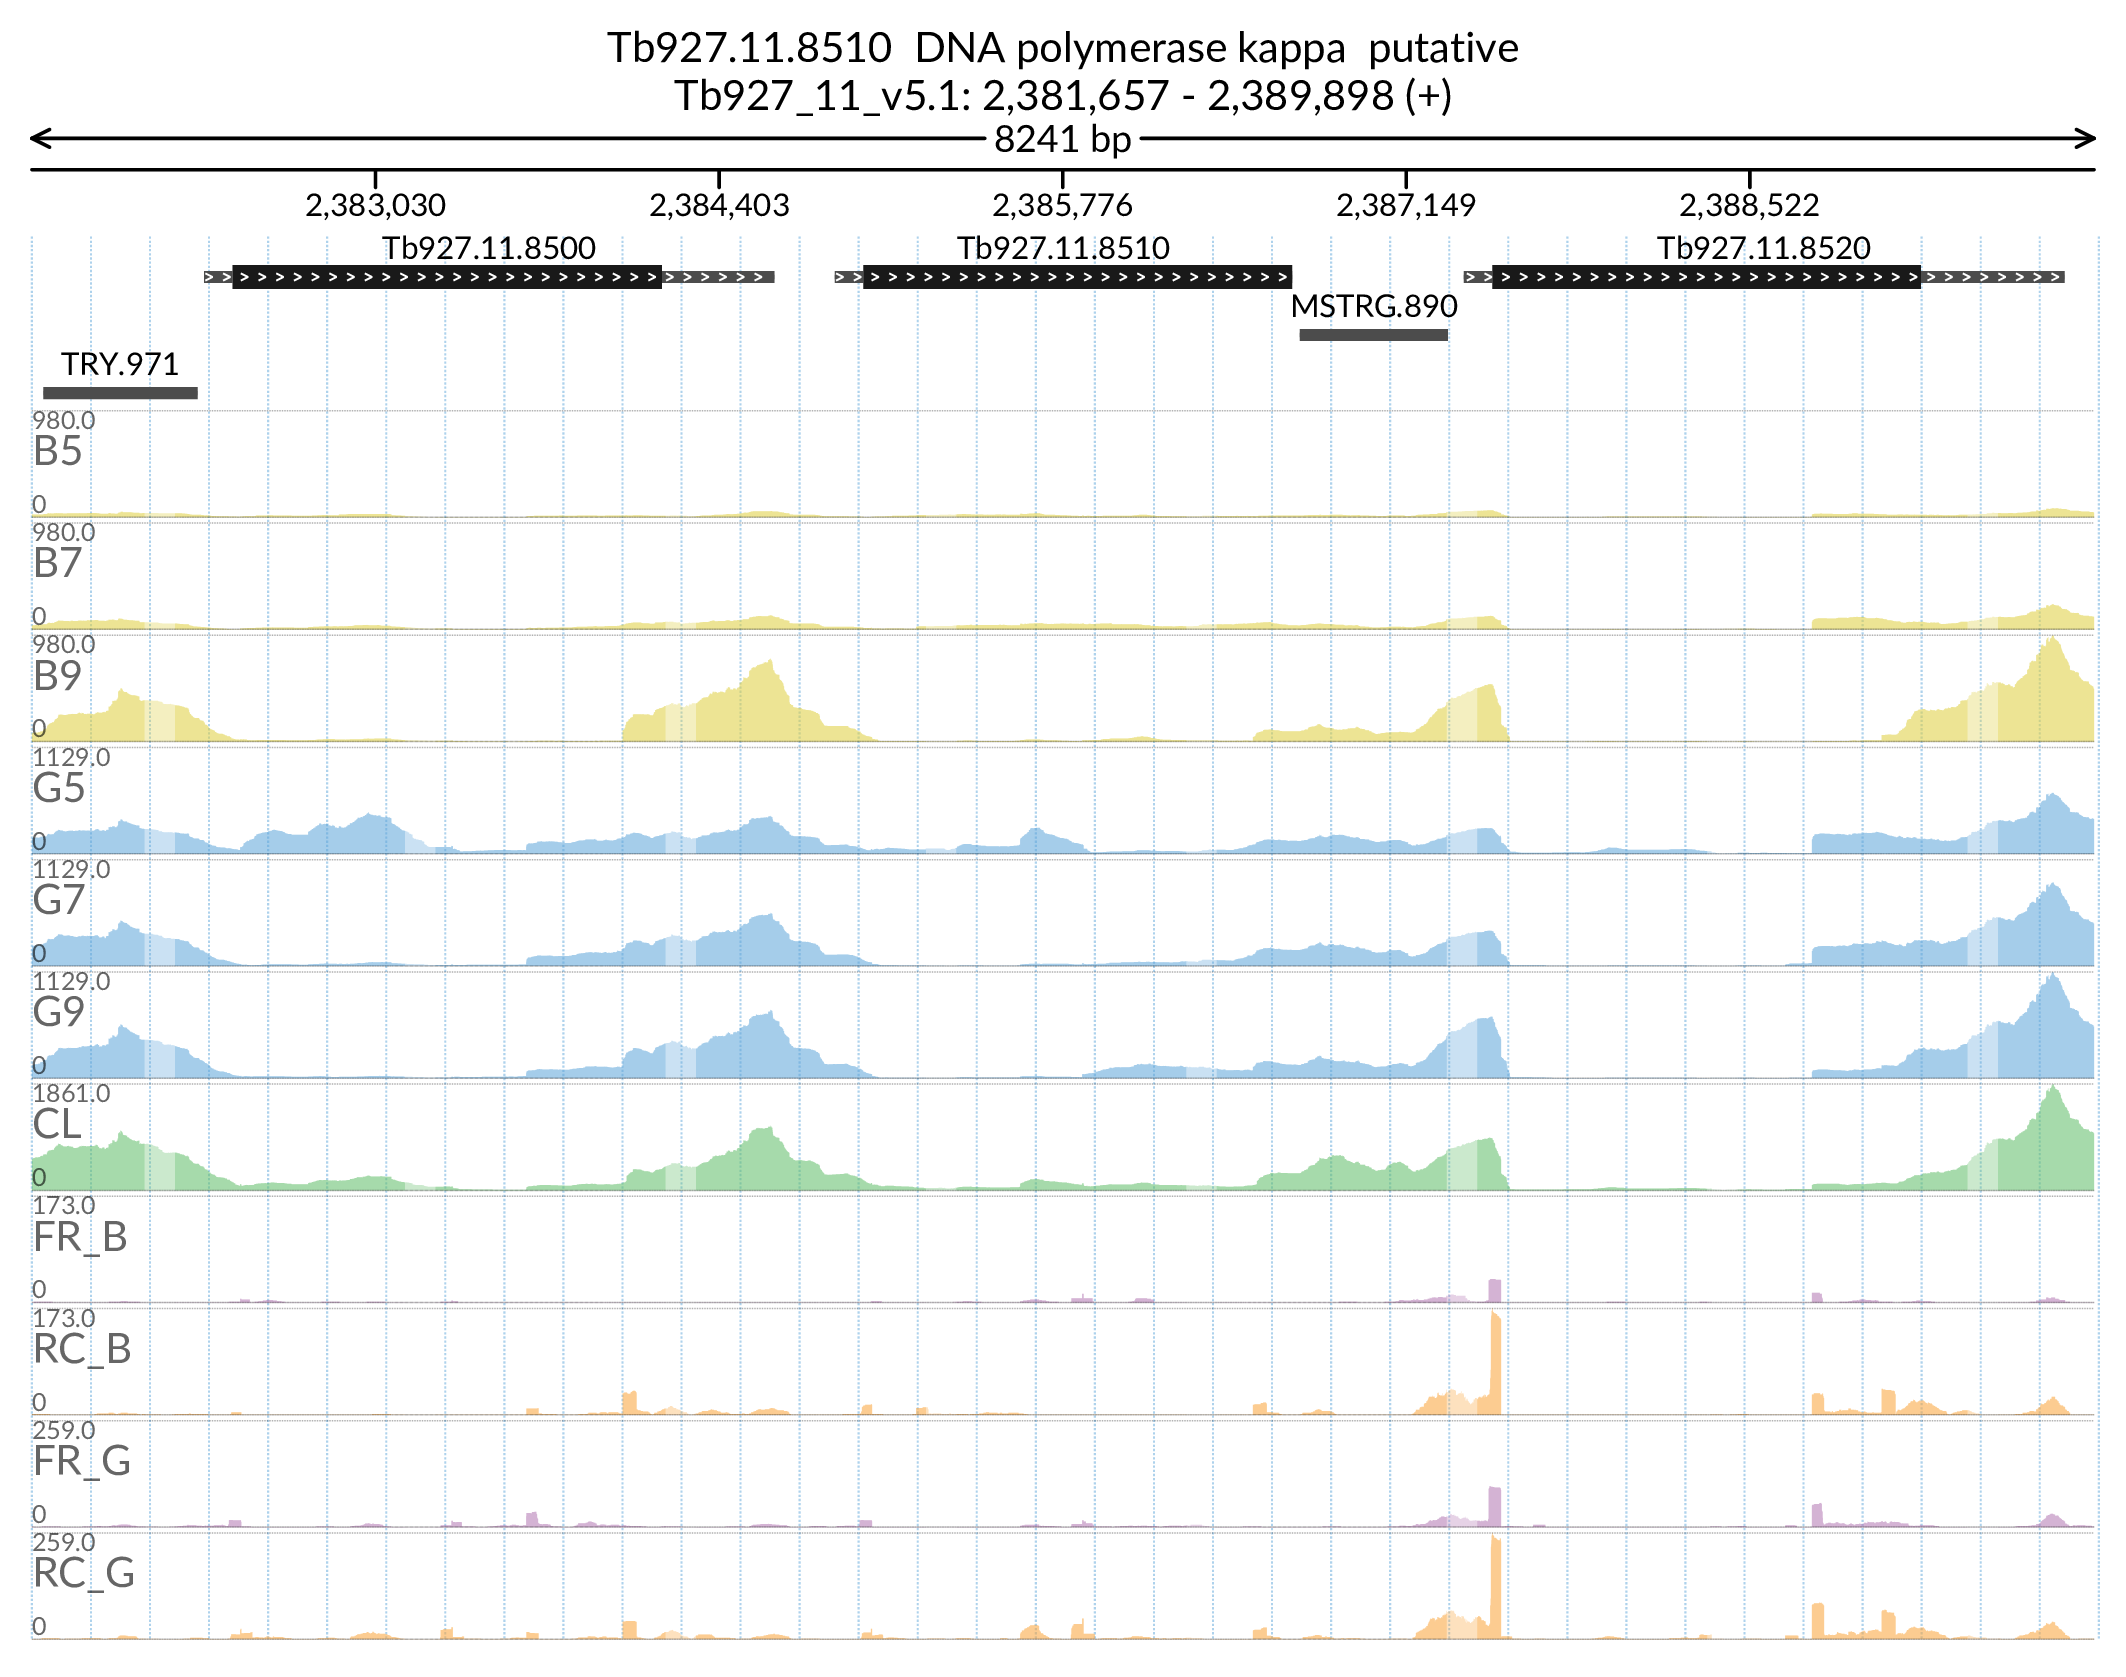 Tb927.11.8510  DNA polymerase kappa  putative
Tb927_11_v5.1: 2,381,657 - 2,389,898 (+)
8241 bp
2,383,030 2,384,403 2,385,776 2,387,149 2,388,522
Tb927.11.8500 Tb927.11.8510 Tb927.11.8520
MSTRG.890
TRY.971
980.0
B5
0
980.0
B7
0
980.0
B9
0
1129.0
G5
0
1129.0
G7
0
1129.0
G9
0
1861.0
CL
0
173.0
FR_B
0
173.0
RC_B
0
259.0
FR_G
0
259.0
RC_G
0